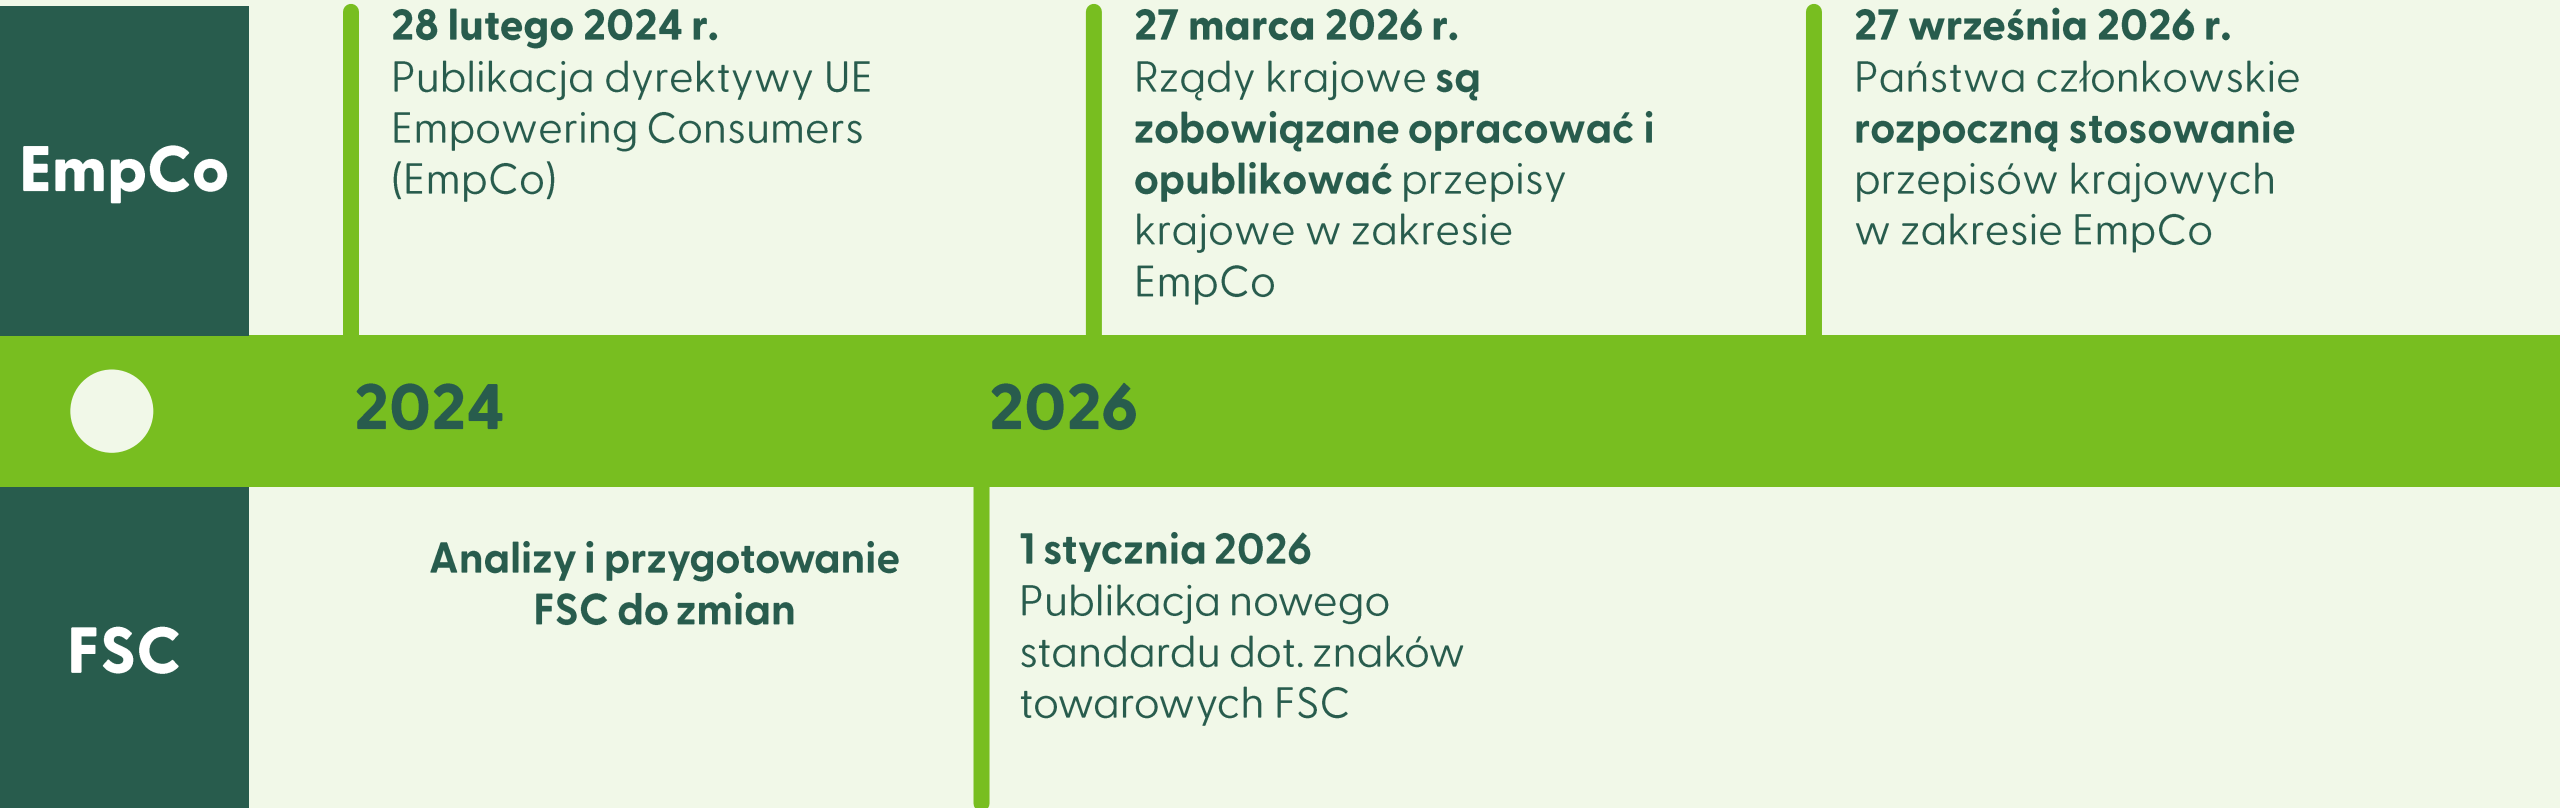 EmpCo
28 lutego 2024 r.
Publikacja dyrektywy UE
Empowering Consumers
(EmpCo)
27 marca 2026 r.
Rządy krajowe są
zobowiązane opracować i
opublikować przepisy
krajowe w zakresie
EmpCo
27 września 2026 r.
Państwa członkowskie
rozpoczną stosowanie
przepisów krajowych
w zakresie EmpCo
2024
2026
FSC
Analizy i przygotowanie
FSC do zmian
1 stycznia 2026
Publikacja nowego
standardu dot. znaków
towarowych FSC